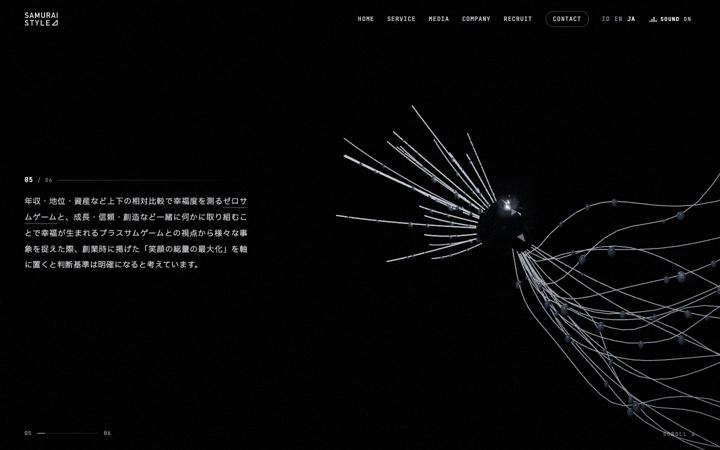 SAMURAI
STYLE
HOME SERVICE MEDIA COMPANY RECRUIT CONTACT ID EN JA SOUND ON
05 / 06
年収・地位・資産など上下の相対比較で幸福度を測るゼロサ
ムゲームと、成長・信頼・創造など一緒に何かに取り組むこ
とで幸福が生まれるプラスサムゲームとの視点から様々な事
象を捉えた際、創業時に掲げた「笑顔の総量の最大化」を軸
に置くと判断基準は明確になると考えています。
05 06
SCROLL